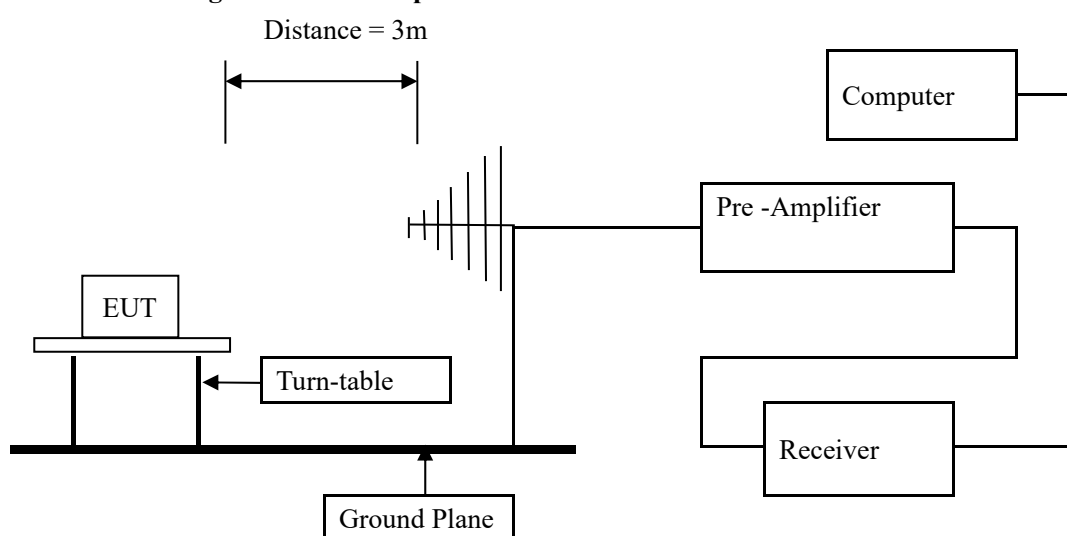 Distance = 3m
Computer
Pre -Amplifier
EUT
Turn-table
Receiver
Ground Plane